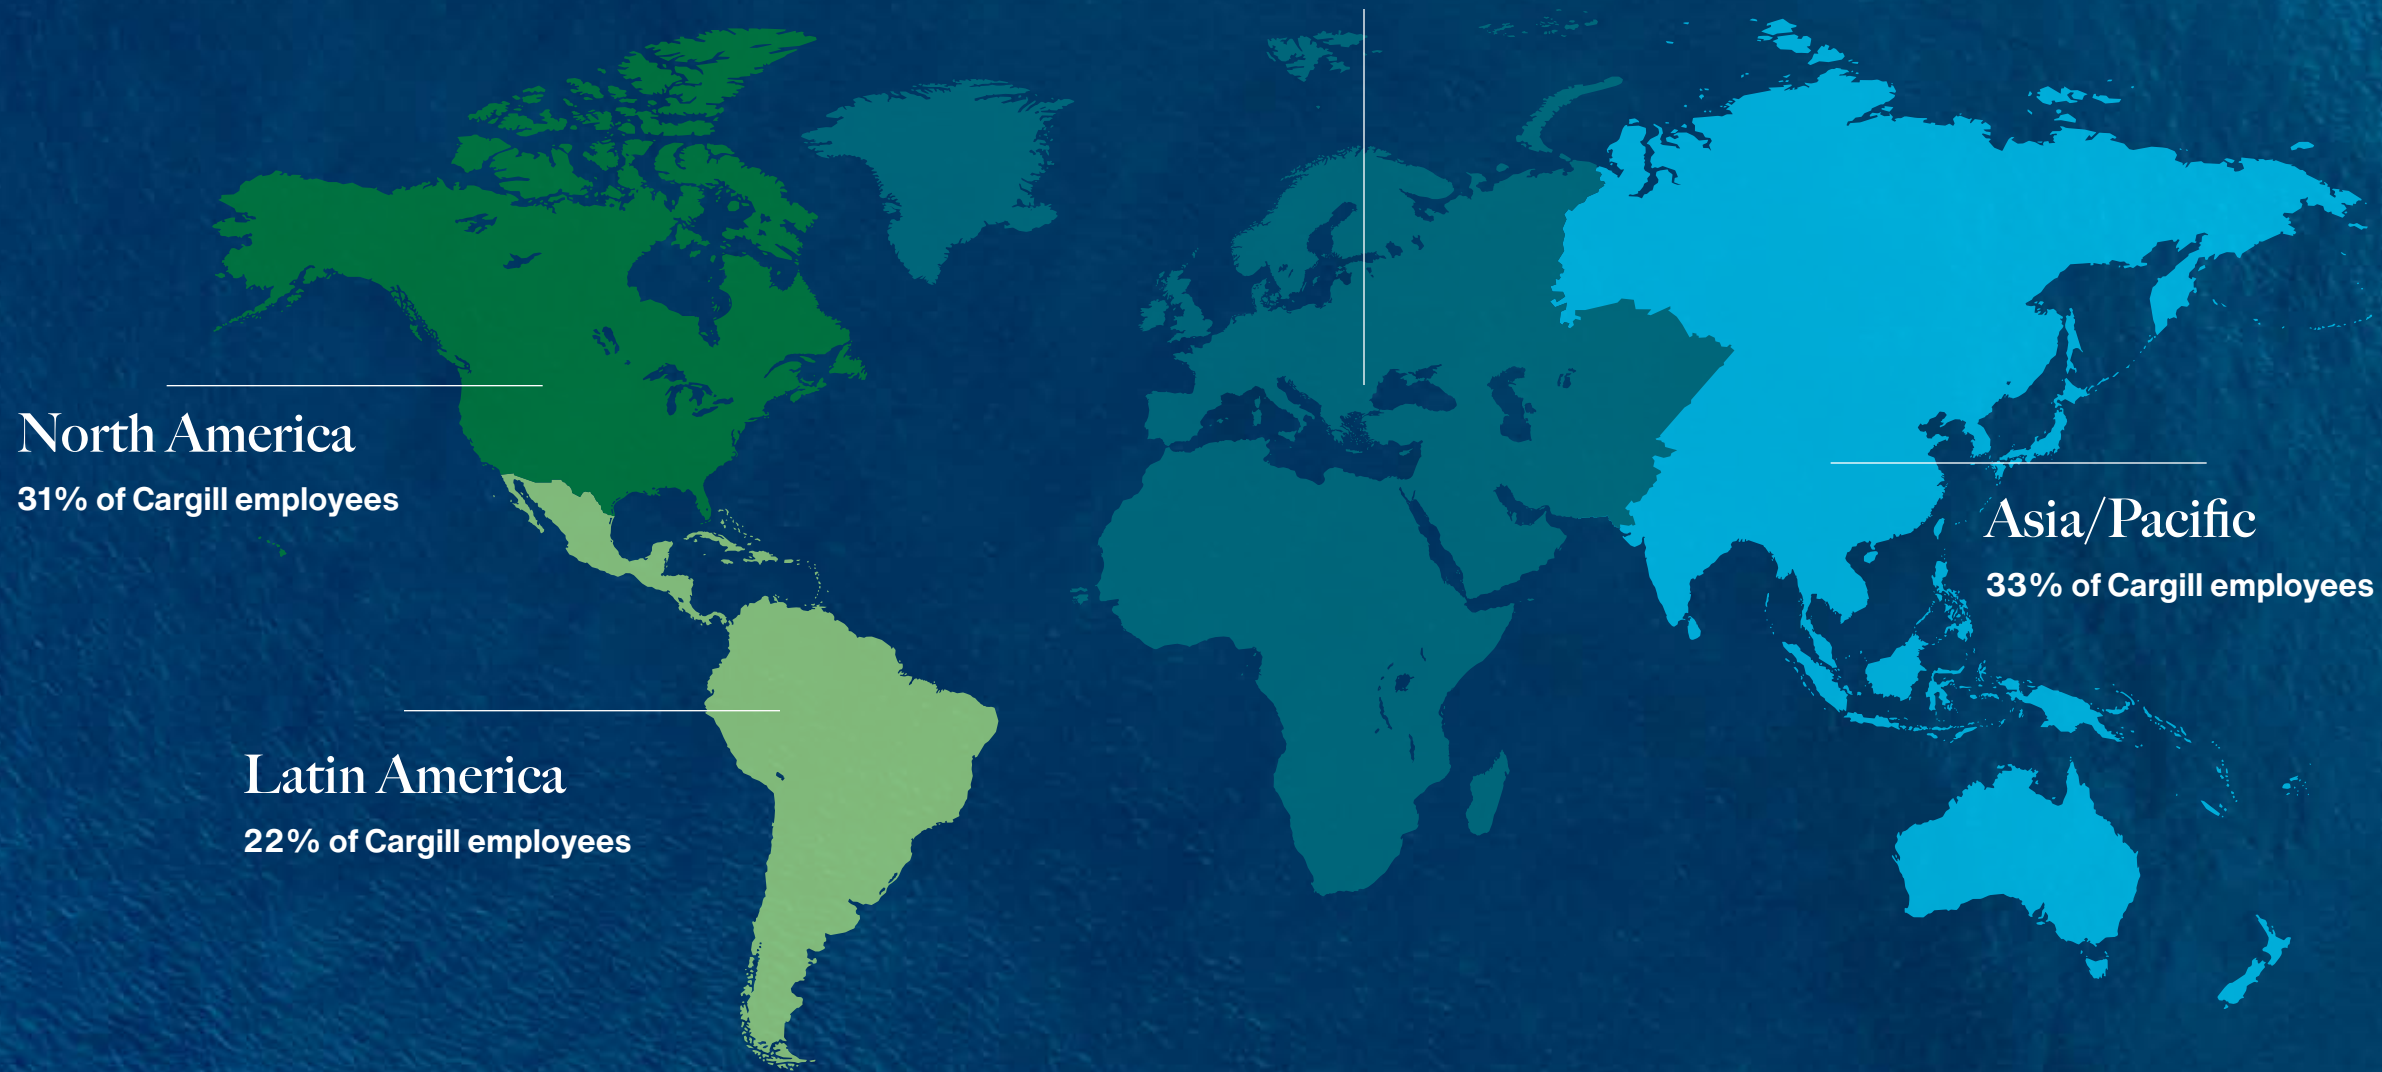 North America
31% of Cargill employees
Asia/Pacific
33% of Cargill employees
Latin America
22% of Cargill employees